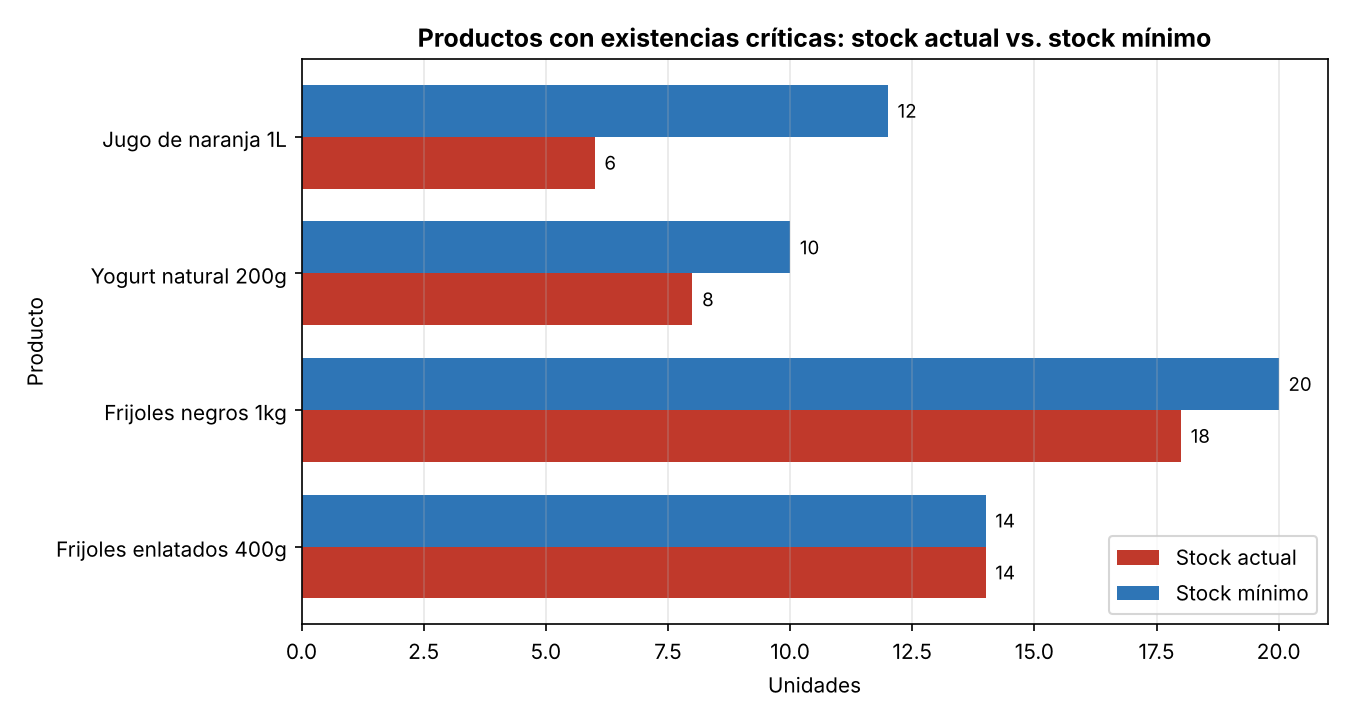 Productos con existencias críticas: stock actual vs. stock mínimo
Producto
Jugo de naranja 1L
12
6
Yogurt natural 200g
10
8
Frijoles negros 1kg
20
18
Frijoles enlatados 400g
14
14
Stock actual
Stock mínimo
0.0 2.5 5.0 7.5 10.0 12.5 15.0 17.5 20.0
Unidades